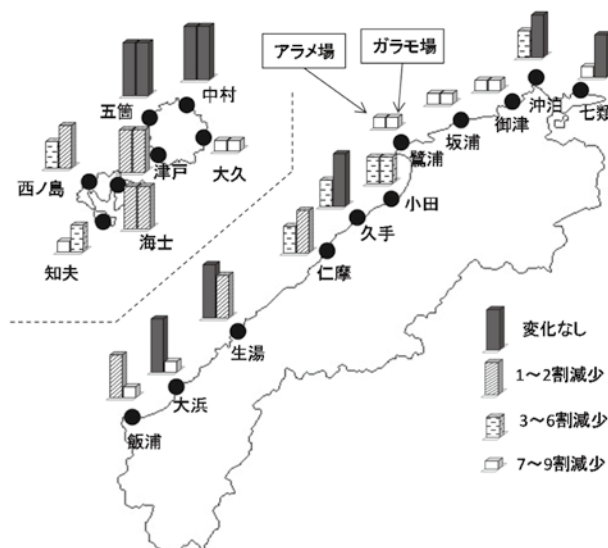 アラメ場
ガラモ場
中村
五箇
沖泊
七類
御津
坂浦
津戸
大久
鷺浦
西ノ島
小田
海士
久手
知夫
仁摩
変化なし
生湯
1～2割減少
大浜
3～6割減少
飯浦
7～9割減少